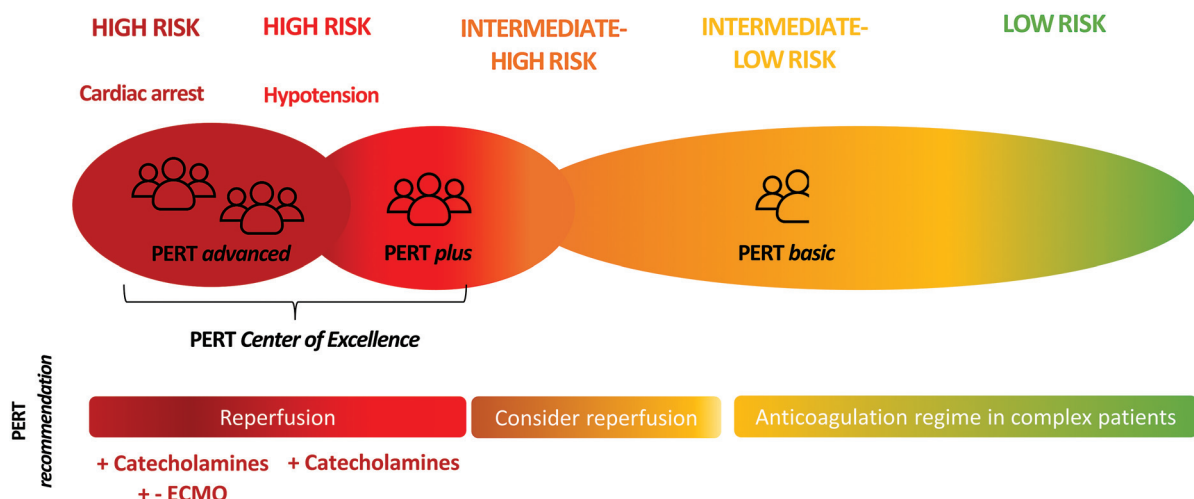 HIGH RISK
HIGH RISK
INTERMEDIATE-
HIGH RISK
INTERMEDIATE-
LOW RISK
LOW RISK
Cardiac arrest
Hypotension
PERT advanced
PERT plus
PERT basic
PERT Center of Excellence
PERT
recommendation
Reperfusion
Consider reperfusion
Anticoagulation regime in complex patients
+ Catecholamines
+ - ECMO
+ Catecholamines